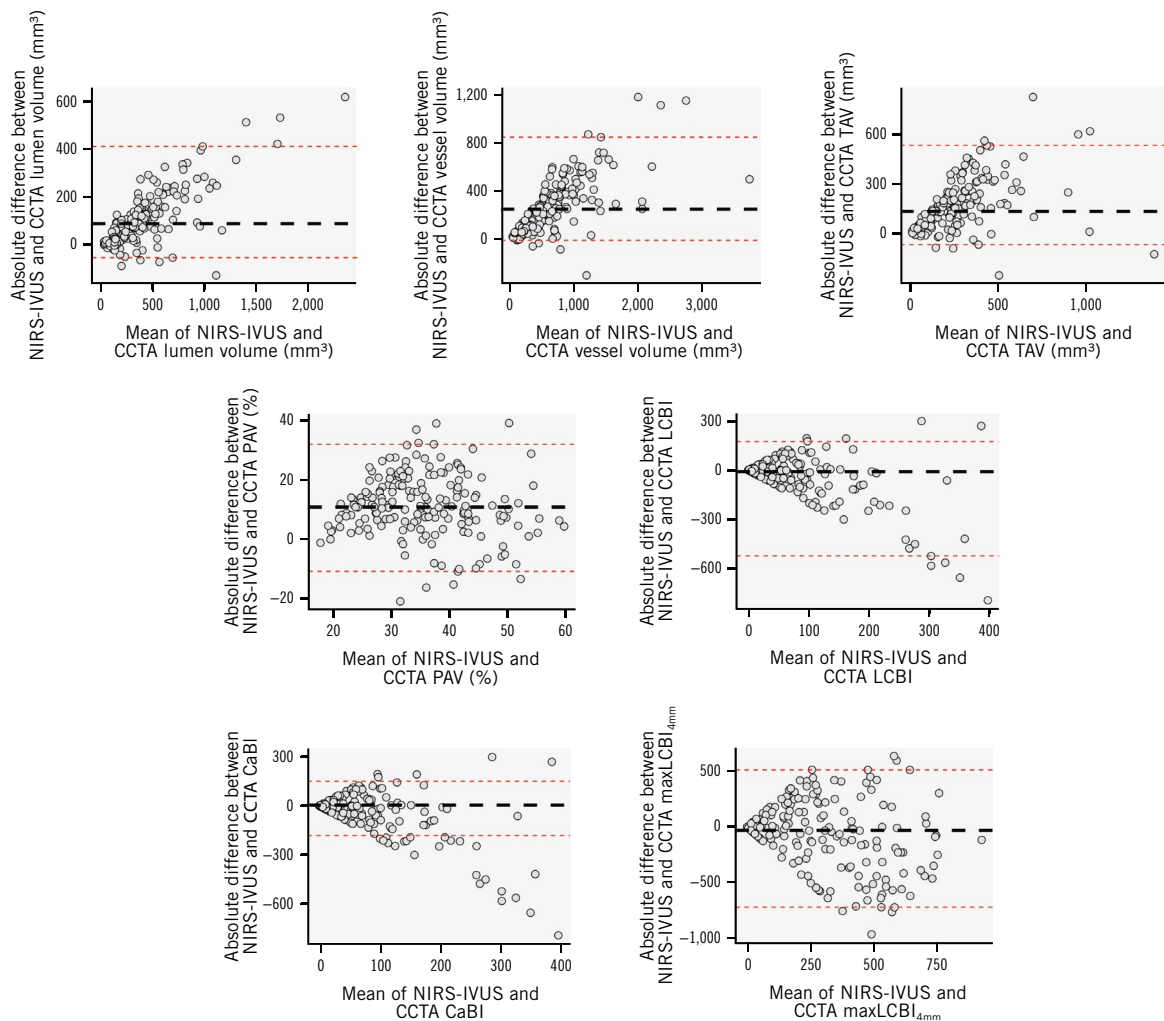 Absolute difference between
NIRS-IVUS and CCTA lumen volume (mm³)
600
400
200
0
0
500
1,000
1,500
2,000
Mean of NIRS-IVUS and
CCTA lumen volume (mm³)
Absolute difference between
NIRS-IVUS and CCTA vessel volume (mm³)
1,200
800
400
0
0
1,000
2,000
3,000
Mean of NIRS-IVUS and
CCTA vessel volume (mm³)
Absolute difference between
NIRS-IVUS and CCTA TAV (mm³)
600
300
0
0
500
1,000
Mean of NIRS-IVUS and
CCTA TAV (mm³)
Absolute difference between
NIRS-IVUS and CCTA PAV (%)
40
20
0
−20
20
30
40
50
60
Mean of NIRS-IVUS and
CCTA PAV (%)
Absolute difference between
NIRS-IVUS and CCTA LCBI
300
0
−300
−600
0
100
200
300
400
Mean of NIRS-IVUS and
CCTA LCBI
Absolute difference between
NIRS-IVUS and CCTA CaBI
300
0
−300
−600
0
100
200
300
400
Mean of NIRS-IVUS and
CCTA CaBI
Absolute difference between
NIRS-IVUS and CCTA maxLCBI4mm
500
0
−500
−1,000
0
250
500
750
Mean of NIRS-IVUS and
CCTA maxLCBI4mm